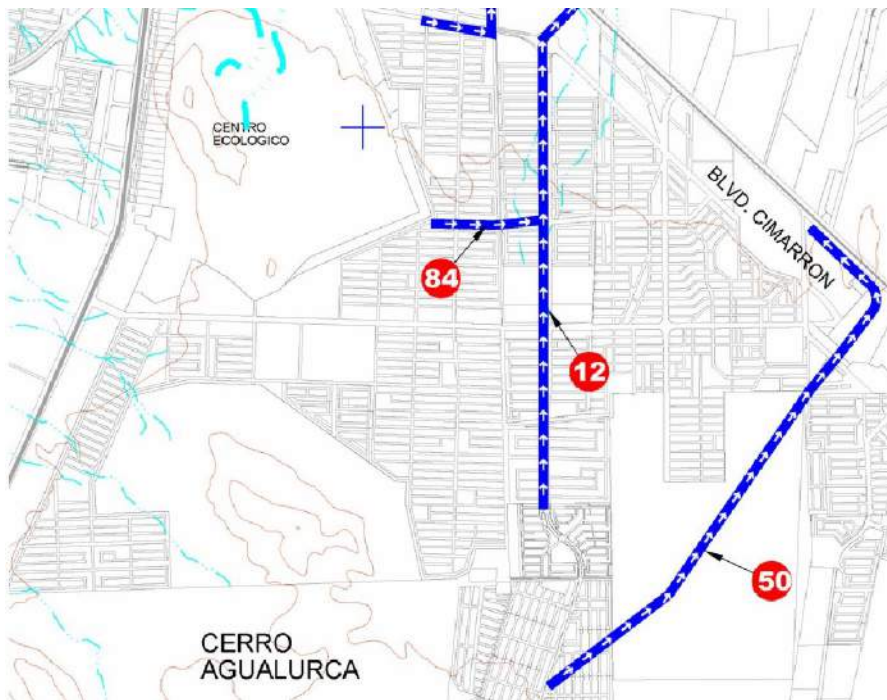 CENTRO
ECOLOGICO
BLVD. CIMARRON
84
12
50
CERRO
AGUALURCA